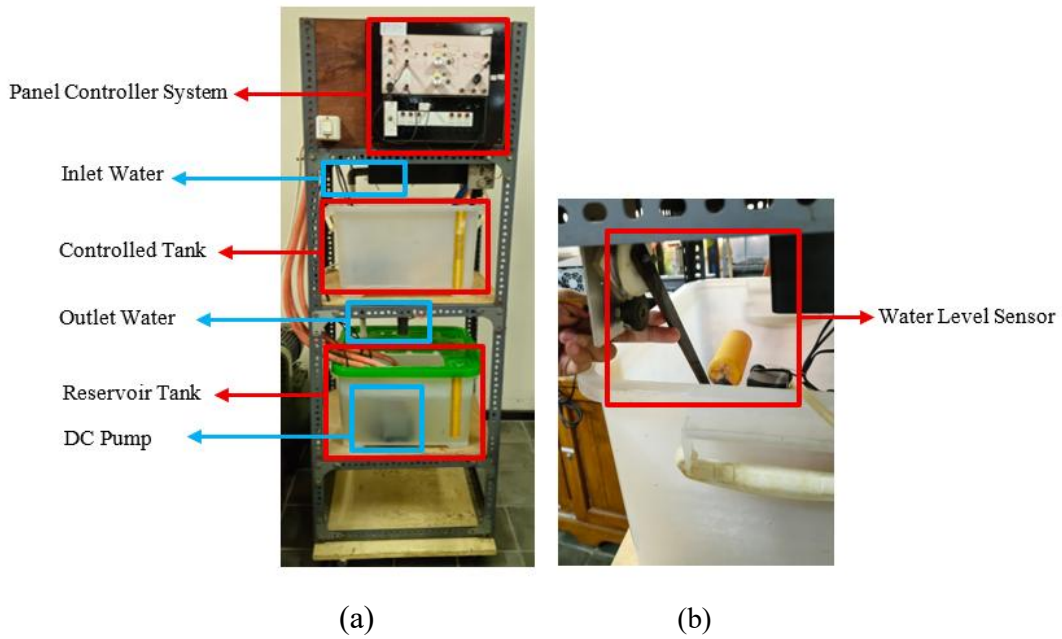 Panel Controller System
Inlet Water
Controlled Tank
Outlet Water
Reservoir Tank
DC Pump
Water Level Sensor
(a)
(b)